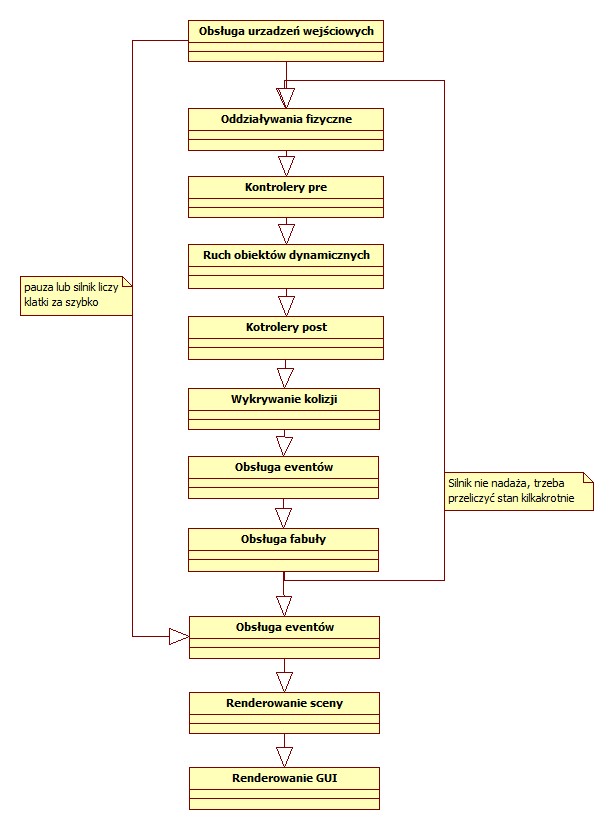 Obsługa urzadzeń wejściowych
Oddziaływania fizyczne
Kontrolery pre
Ruch obiektów dynamicznych
pauza lub silnik liczy
klatki za szybko
Kotrolery post
Wykrywanie kolizji
Obsługa eventów
Silnik nie nadaża, trzeba
przeliczyć stan kilkakrotnie
Obsługa fabuły
Obsługa eventów
Renderowanie sceny
Renderowanie GUI